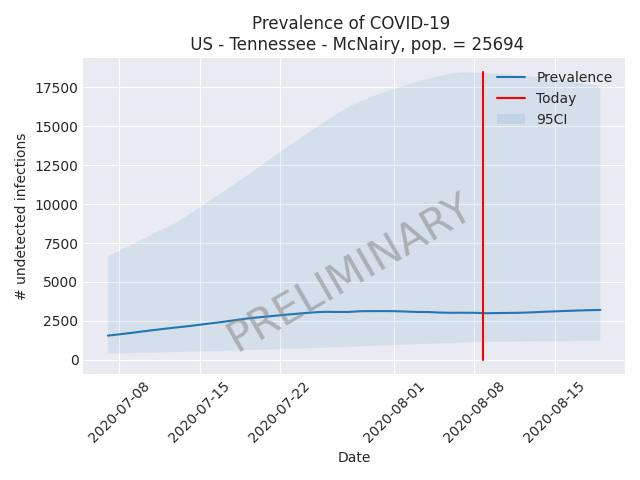 Prevalence of COVID-19
US - Tennessee - McNairy, pop. = 25694
Prevalence
Today
95CI
# undetected infections
17500
15000
12500
10000
7500
5000
2500
0
PRELIMINARY
2020-07-08
2020-07-15
2020-07-22
2020-08-01
2020-08-08
2020-08-15
Date